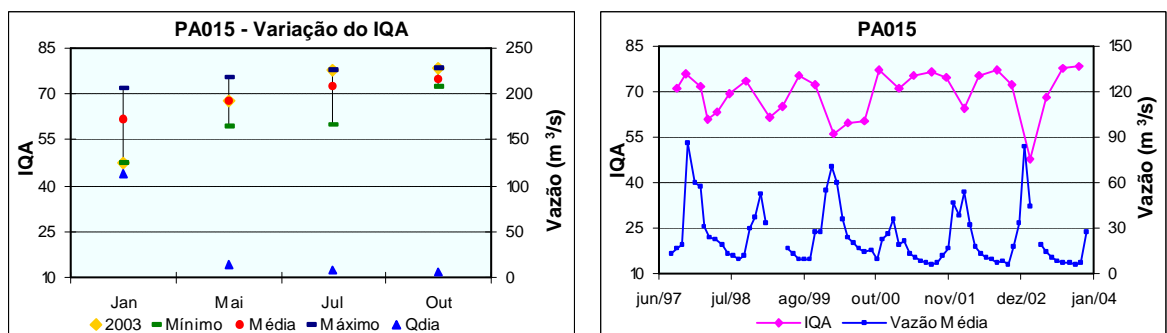 PA015 - Variação do IQA
85
70
55
40
25
10
IQA
250
200
150
100
50
0
Vazão (m ³/s)
Jan Mai Jul Out
2003 Mínimo Média Máximo Qdia
PA015
85
70
55
40
25
10
IQA
150
120
90
60
30
0
Vazão (m ³/s)
jun/97 jul/98 ago/99 out/00 nov/01 dez/02 jan/04
IQA Vazão Média